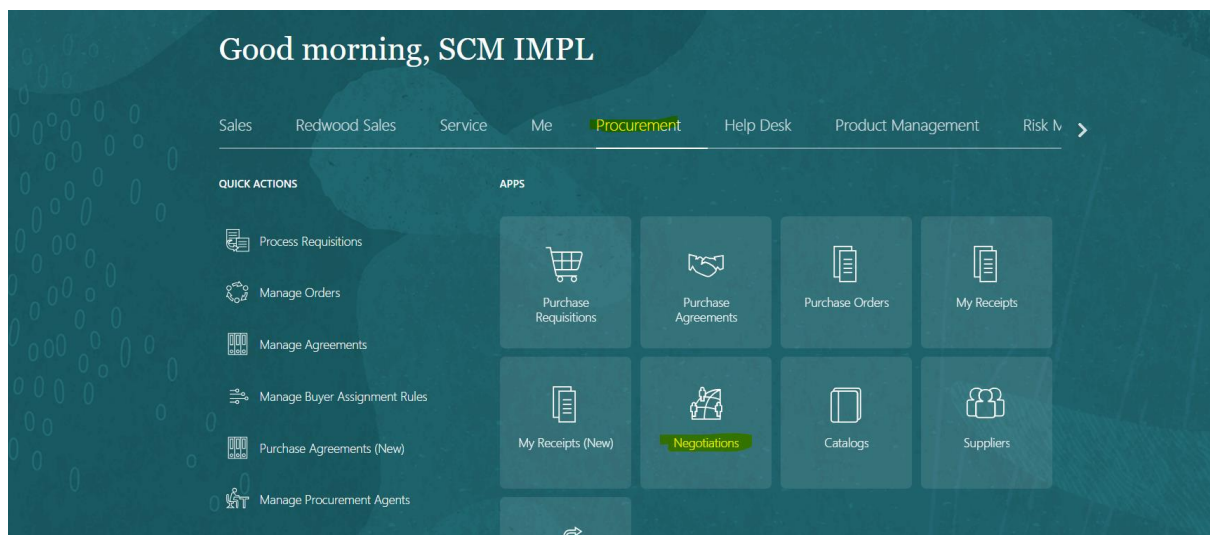 Good morning, SCM IMPL
Sales Redwood Sales Service Me Procurement Help Desk Product Management Risk M
QUICK ACTIONS
Process Requisitions
Manage Orders
Manage Agreements
Manage Buyer Assignment Rules
Purchase Agreements (New)
Manage Procurement Agents
APPS
Purchase
Requisitions
Purchase
Agreements
Purchase Orders
My Receipts
My Receipts (New)
Negotiations
Catalogs
Suppliers